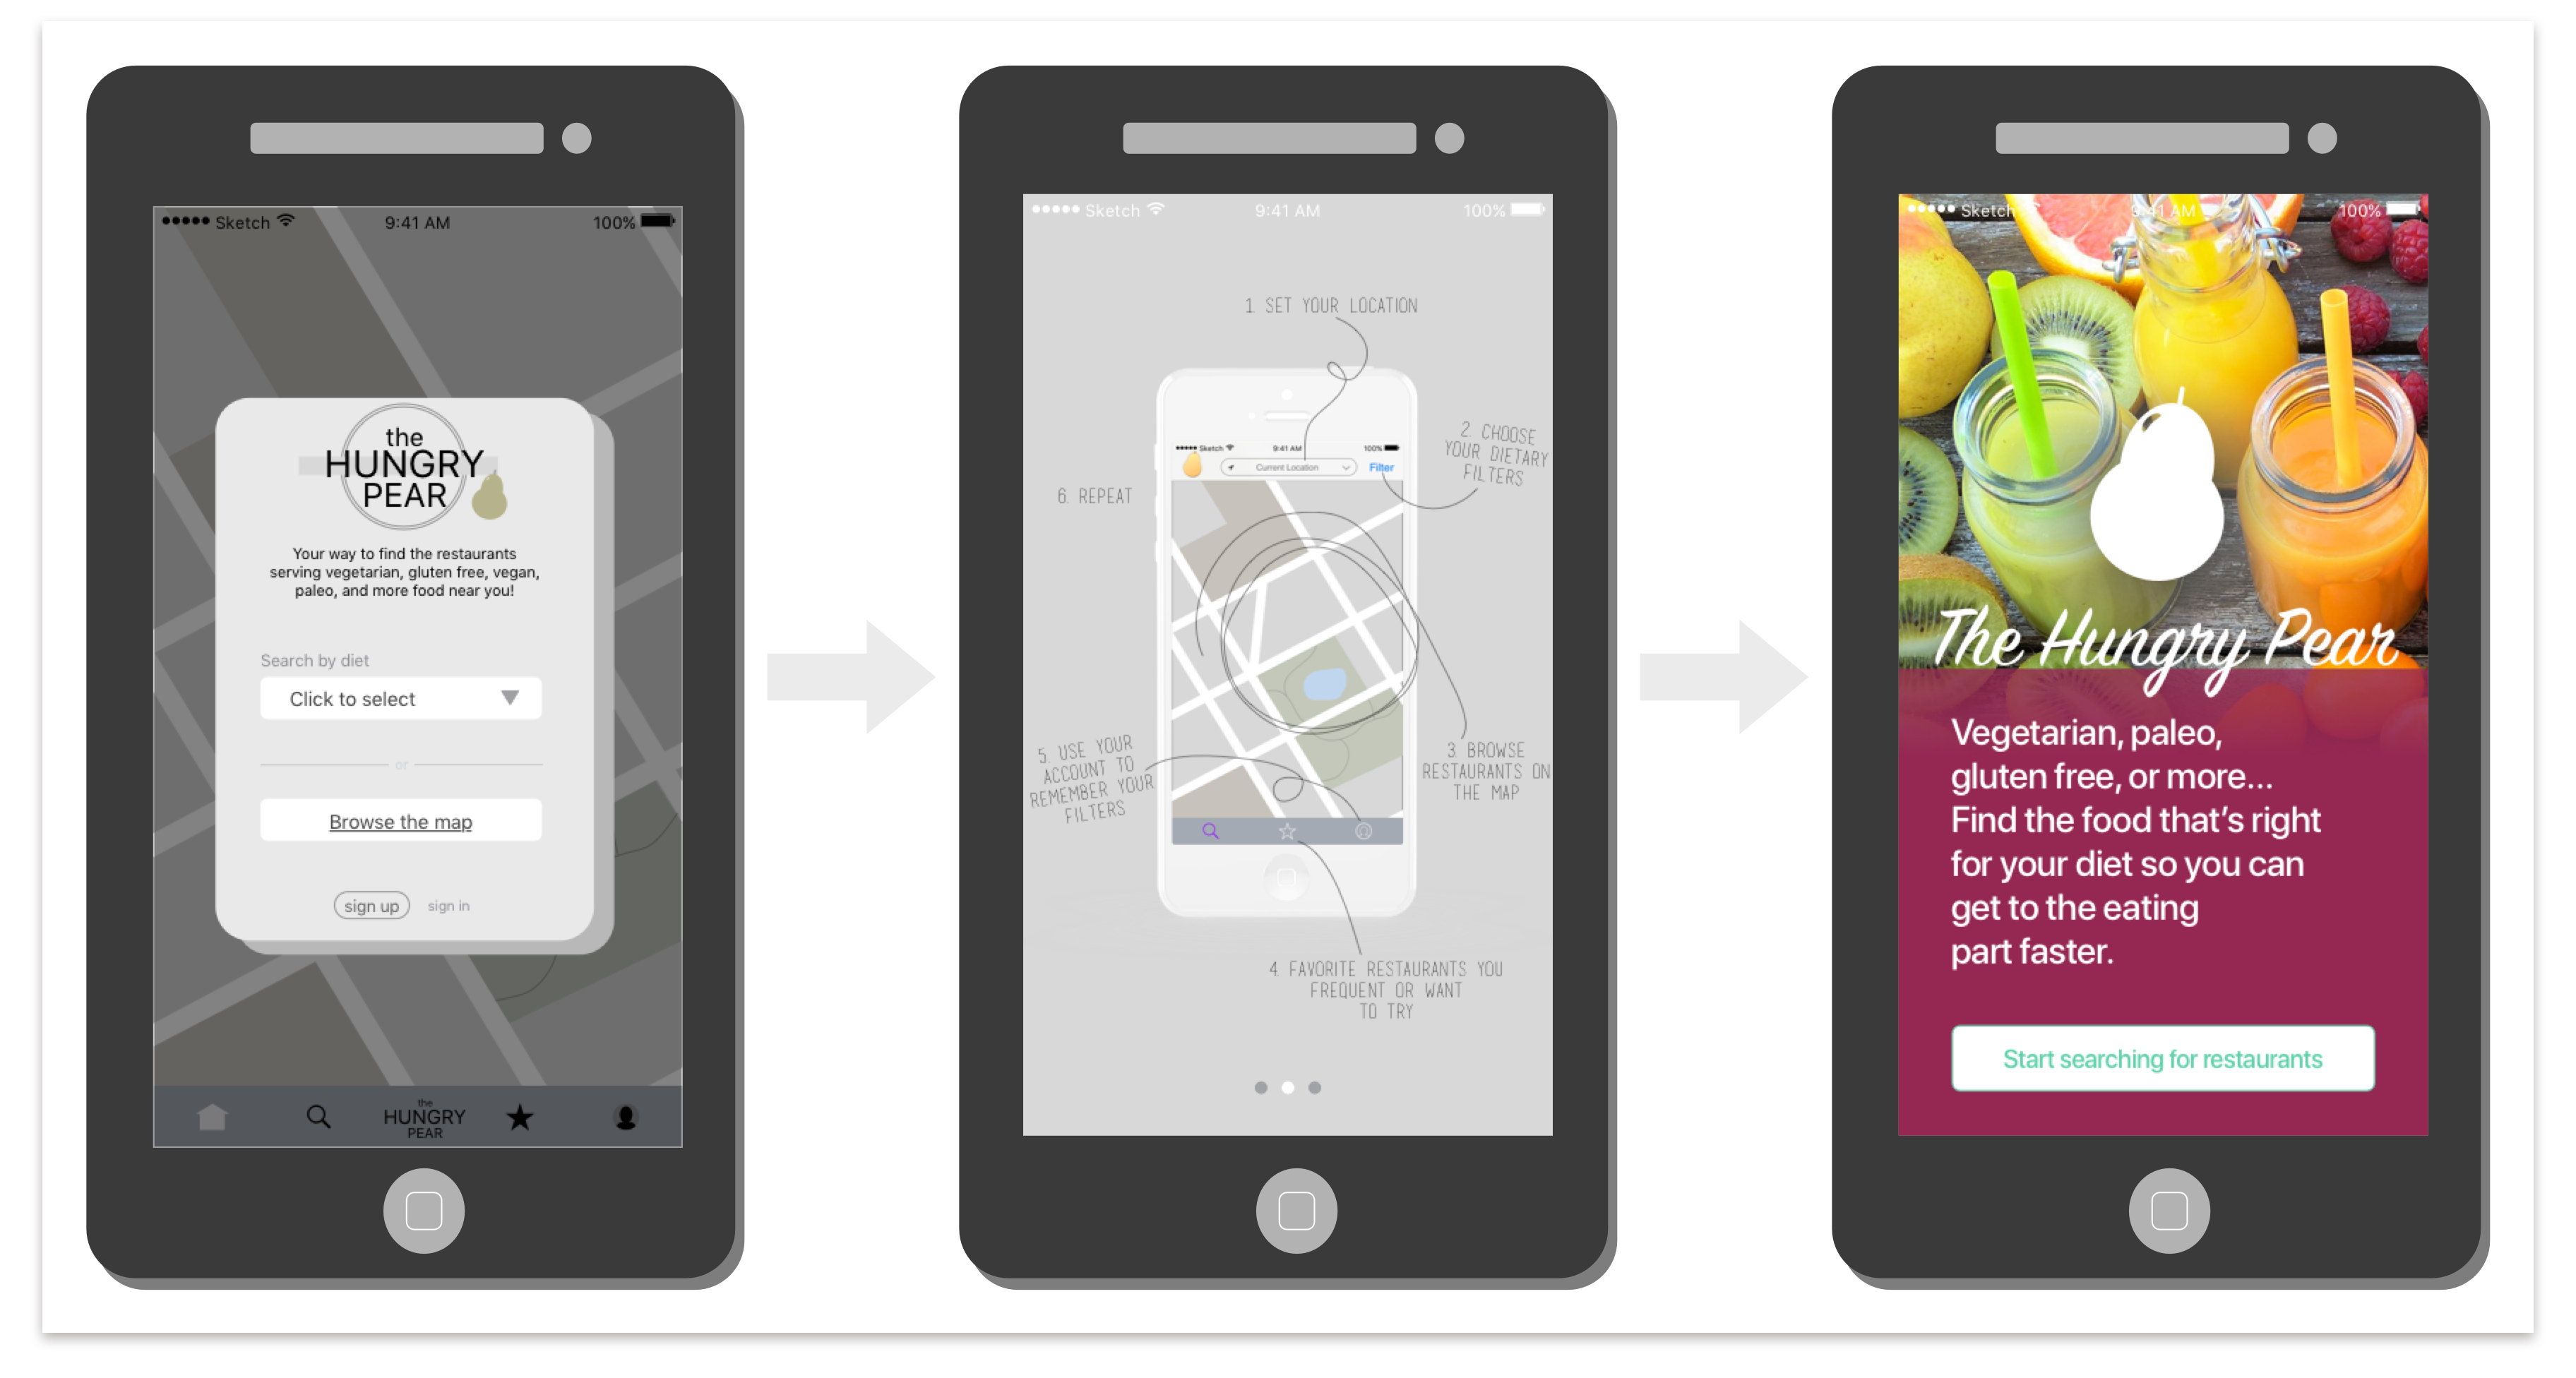 Sketch 9:41 AM 100%
the
HUNGRY
PEAR
Your way to find the restaurants
serving vegetarian, gluten free, vegan,
paleo, and more food near you!
Search by diet
Click to select
or
Browse the map
sign up sign in
the
HUNGRY
PEAR
Sketch 9:41 AM 100%
1. SET YOUR LOCATION
2. CHOOSE
YOUR DIETARY
FILTERS
Sketch 9:41 AM 100%
Current Location Filter
6. REPEAT
5. USE YOUR
ACCOUNT TO
REMEMBER YOUR
FILTERS
3. BROWSE
RESTAURANTS ON
THE MAP
4. FAVORITE RESTAURANTS YOU
FREQUENT OR WANT
TO TRY
Sketch 9:41 AM 100%
The Hungry Pear
Vegetarian, paleo,
gluten free, or more...
Find the food that's right
for your diet so you can
get to the eating
part faster.
Start searching for restaurants